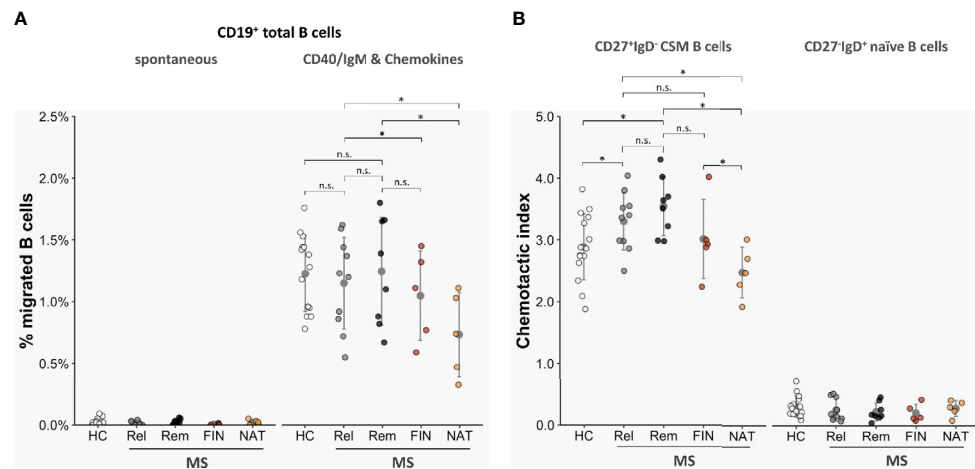 A
CD19+ total B cells
spontaneous
CD40/IgM & Chemokines
*
*
*
n.s.
n.s.
n.s.
n.s.
% migrated B cells
2.5%
2.0%
1.5%
1.0%
0.5%
0.0%
HC Rel Rem FIN NAT
MS
HC Rel Rem FIN NAT
MS
B
CD27+IgD- CSM B cells
CD27-IgD+ naïve B cells
*
n.s.
*
*
n.s.
n.s.
*
*
Chemotactic index
5.0
4.0
3.0
2.0
1.0
0.0
HC Rel Rem FIN NAT
MS
HC Rel Rem FIN NAT
MS